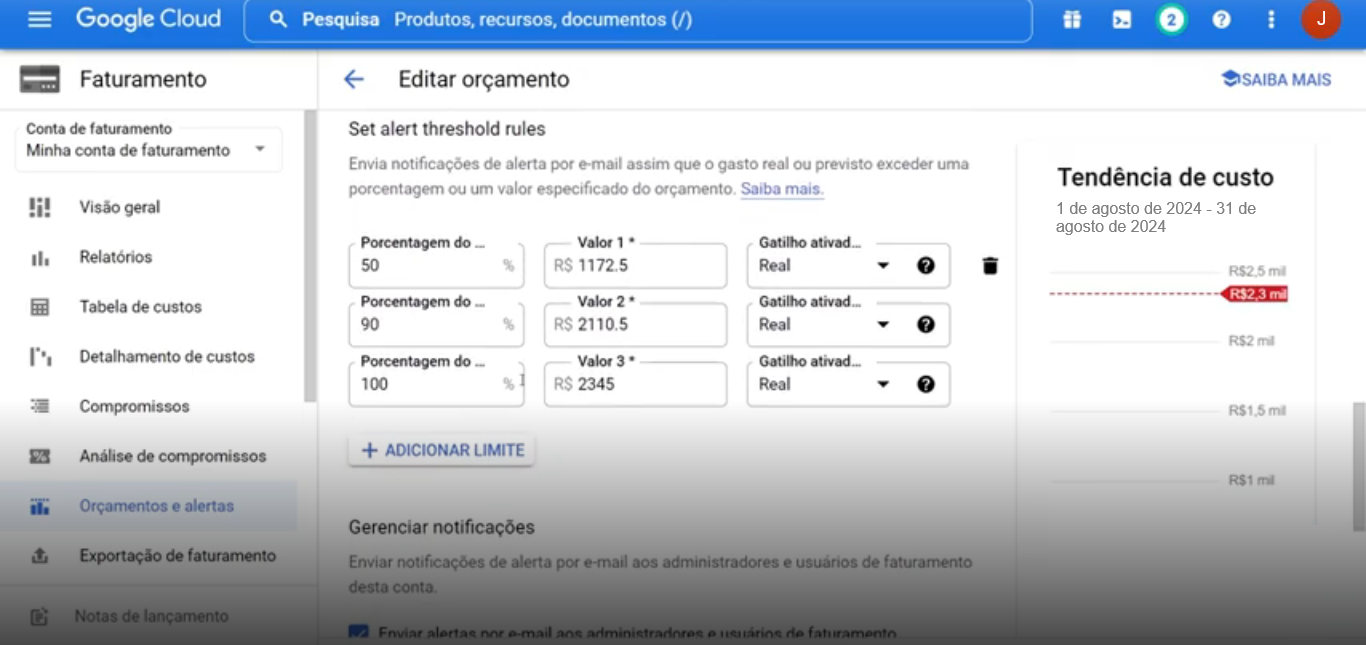 Google Cloud
Pesquisa Produtos, recursos, documentos (/)
2
?
J
Faturamento
Editar orçamento
SAIBA MAIS
Conta de faturamento
Minha conta de faturamento
Visão geral
Relatórios
Tabela de custos
Detalhamento de custos
Compromissos
Análise de compromissos
Orçamentos e alertas
Exportação de faturamento
Notas de lançamento
Set alert threshold rules
Envia notificações de alerta por e-mail assim que o gasto real ou previsto exceder uma
porcentagem ou um valor especificado do orçamento. Saiba mais.
Porcentagem do ... Valor 1 * Gatilho ativad...
50 % R$ 1172.5 Real ?
Porcentagem do ... Valor 2 * Gatilho ativad...
90 % R$ 2110.5 Real ?
Porcentagem do ... Valor 3 * Gatilho ativad...
100 % R$ 2345 Real ?
+ ADICIONAR LIMITE
Gerenciar notificações
Enviar notificações de alerta por e-mail aos administradores e usuários de faturamento
desta conta.
Enviar alertas por e-mail aos administradores e usuários de faturamento
Tendência de custo
1 de agosto de 2024 - 31 de
agosto de 2024
R$2,5 mil
R$2,3 mil
R$2 mil
R$1,5 mil
R$1 mil